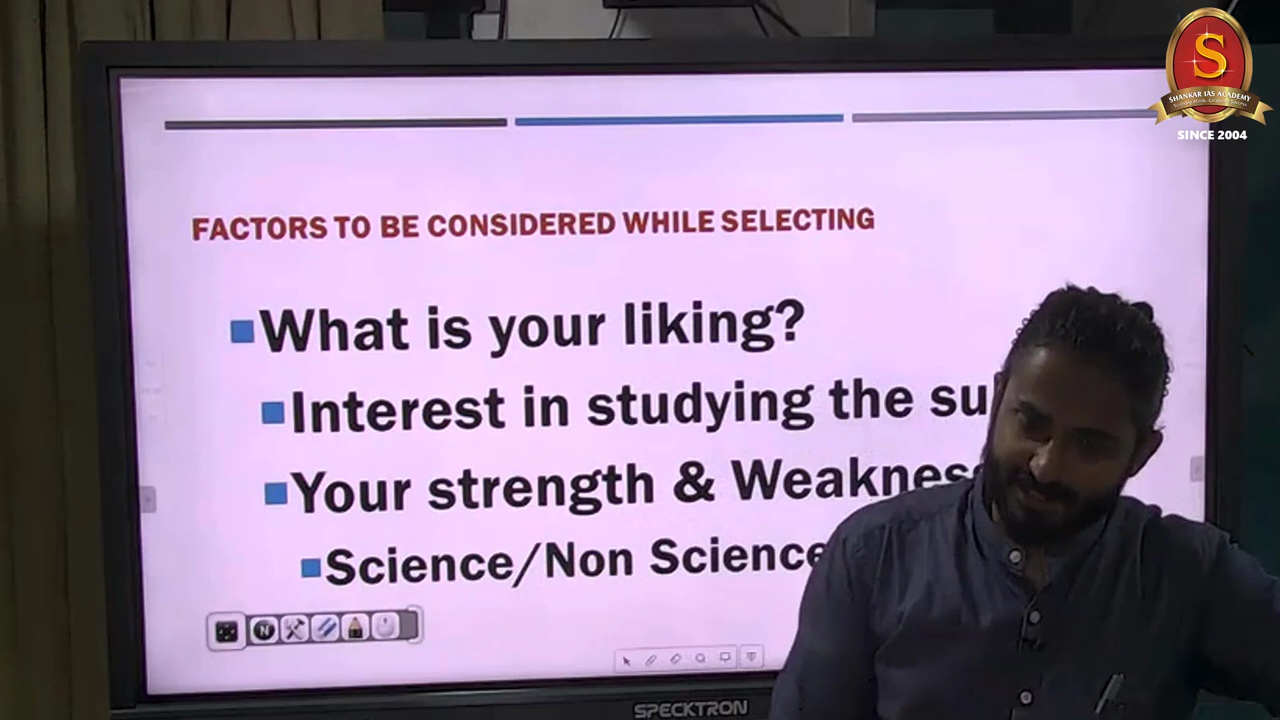 S
SHANKAR IAS ACADEMY
SINCE 2004
FACTORS TO BE CONSIDERED WHILE SELECTING
What is your liking?
Interest in studying the su
Your strength & Weakness
Science/Non Science
N
SPECKTRON